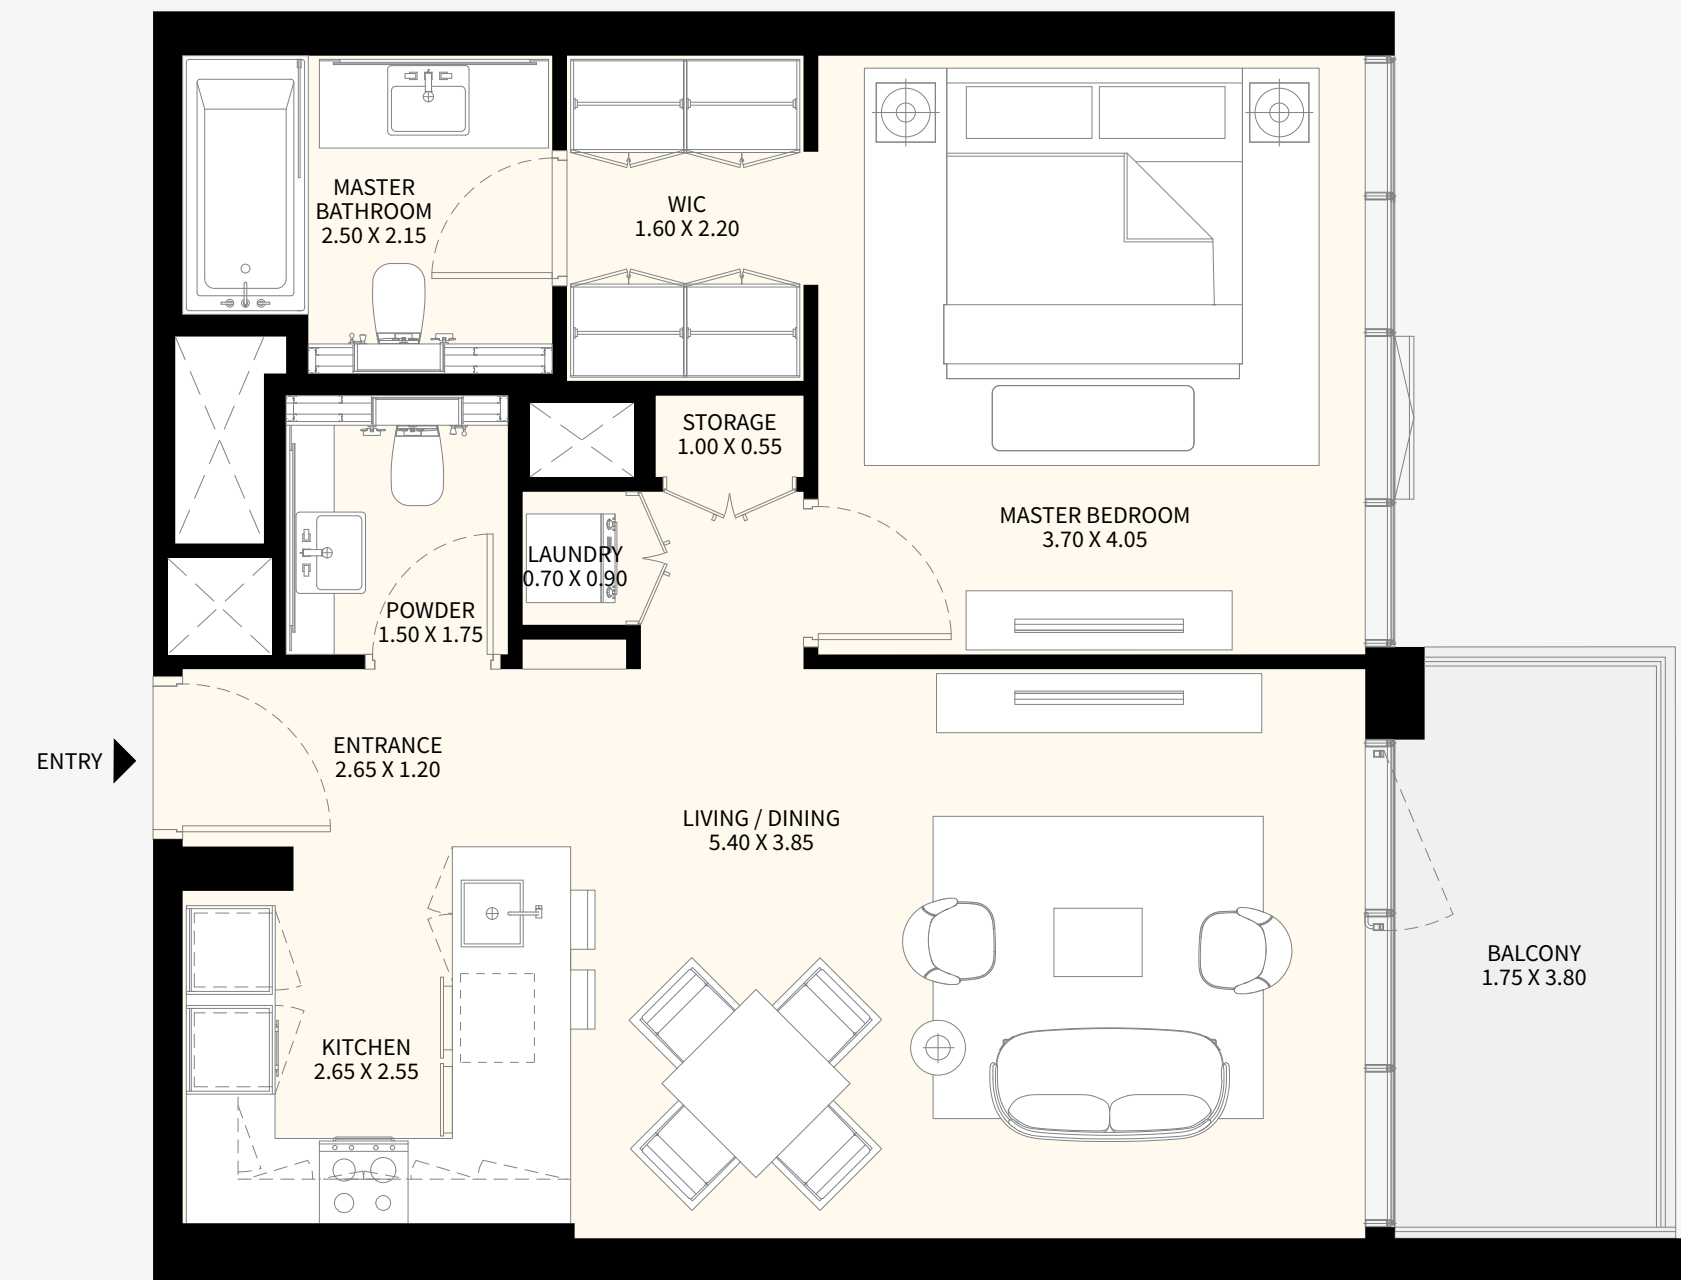 MASTER
BATHROOM
2.50 X 2.15
WIC
1.60 X 2.20
STORAGE
1.00 X 0.55
MASTER BEDROOM
3.70 X 4.05
LAUNDRY
0.70 X 0.90
POWDER
1.50 X 1.75
ENTRY
ENTRANCE
2.65 X 1.20
LIVING / DINING
5.40 X 3.85
BALCONY
1.75 X 3.80
KITCHEN
2.65 X 2.55